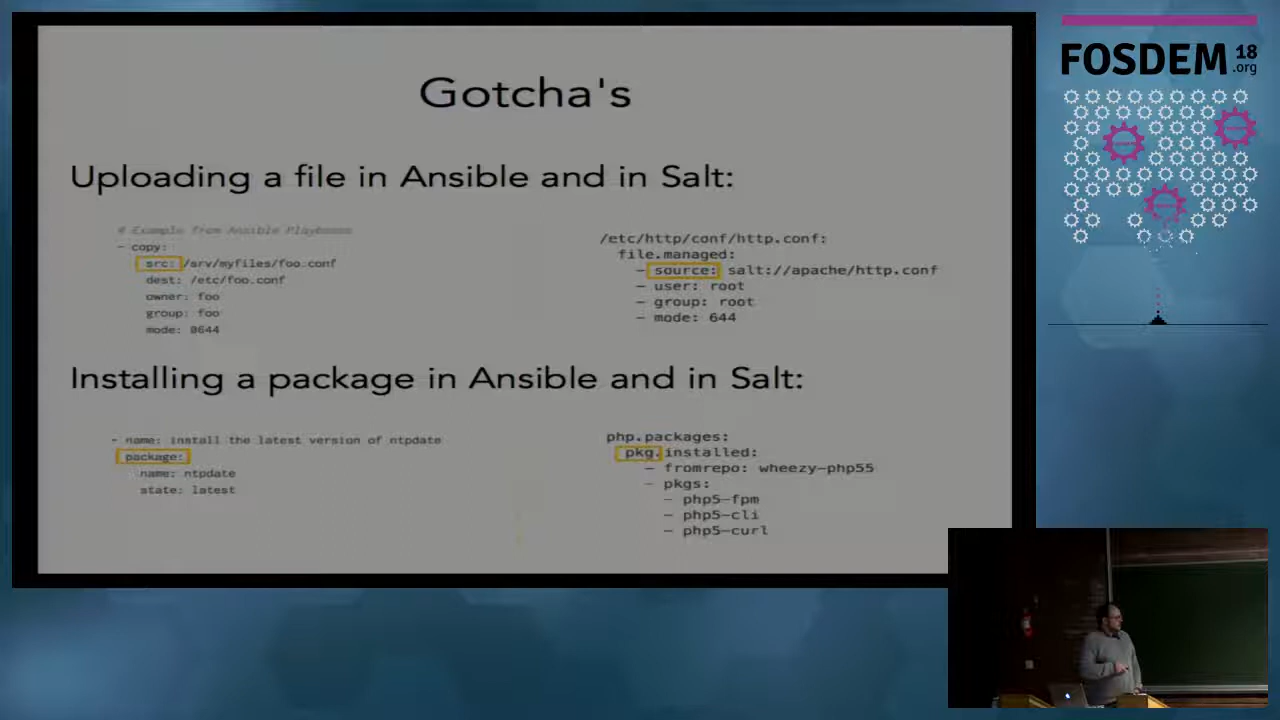 Gotcha's
Uploading a file in Ansible and in Salt:
# Example from Ansible Playbooks
- copy:
src: /srv/myfiles/foo.conf
dest: /etc/foo.conf
owner: foo
group: foo
mode: 0644
/etc/http/conf/http.conf:
file.managed:
- source: salt://apache/http.conf
- user: root
- group: root
- mode: 644
Installing a package in Ansible and in Salt:
- name: install the latest version of ntpdate
package:
name: ntpdate
state: latest
php.packages:
pkg.installed:
- fromrepo: wheezy-php55
- pkgs:
- php5-fpm
- php5-cli
- php5-curl
FOSDEM 18
.org